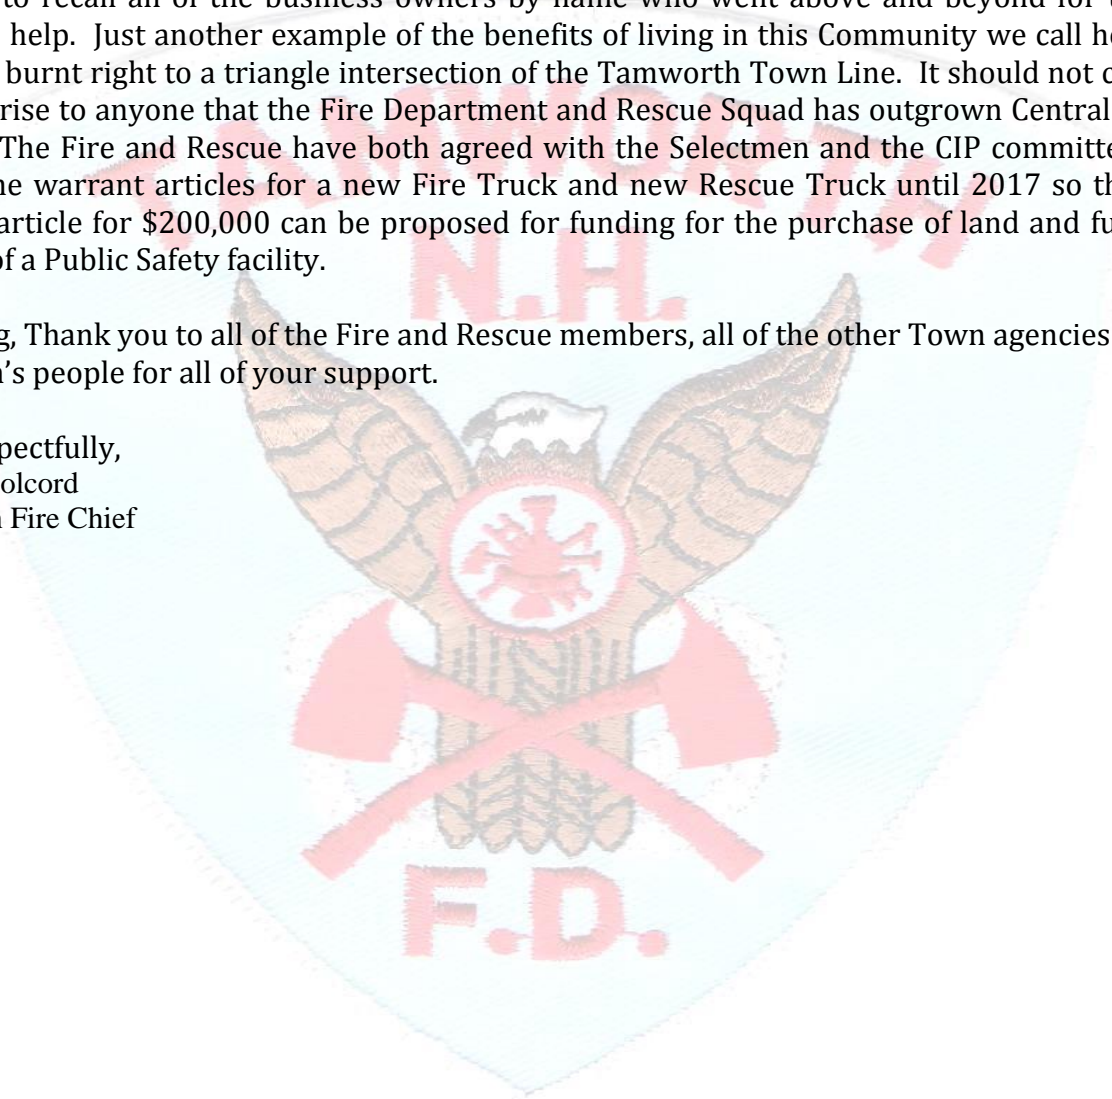 to recall all of the business owners by name who went above and beyond for
help. Just another example of the benefits of living in this Community we call
burnt right to a triangle intersection of the Tamworth Town Line. It should not
rise to anyone that the Fire Department and Rescue Squad has outgrown Central
The Fire and Rescue have both agreed with the Selectmen and the CIP committe
he warrant articles for a new Fire Truck and new Rescue Truck until 2017 so th
article for $200,000 can be proposed for funding for the purchase of land and fu
of a Public Safety facility.
g, Thank you to all of the Fire and Rescue members, all of the other Town agencies
n's people for all of your support.
pectfully,
olcord
Fire Chief
TAMWORTH
N.H.
F.D.